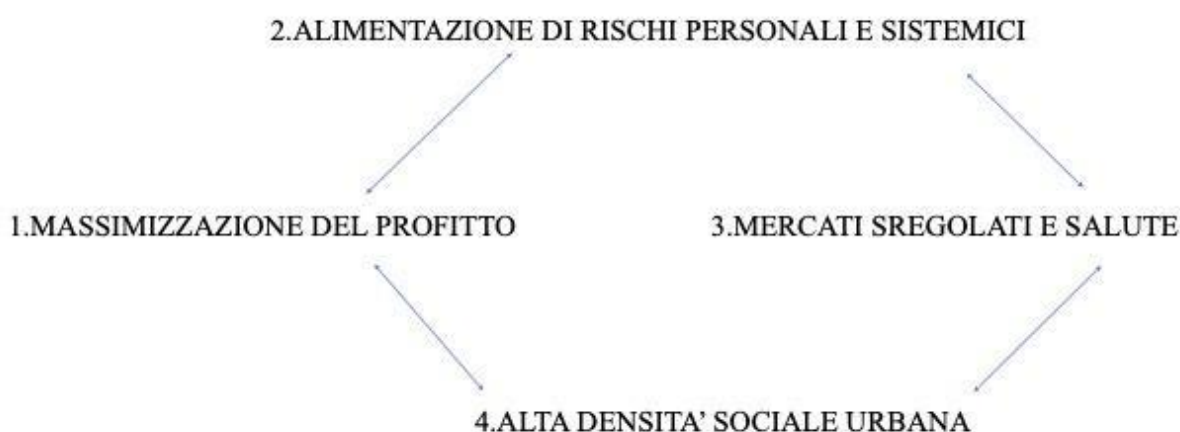 2.ALIMENTAZIONE DI RISCHI PERSONALI E SISTEMICI
1.MASSIMIZZAZIONE DEL PROFITTO
3.MERCATI SREGOLATI E SALUTE
4.ALTA DENSITA' SOCIALE URBANA